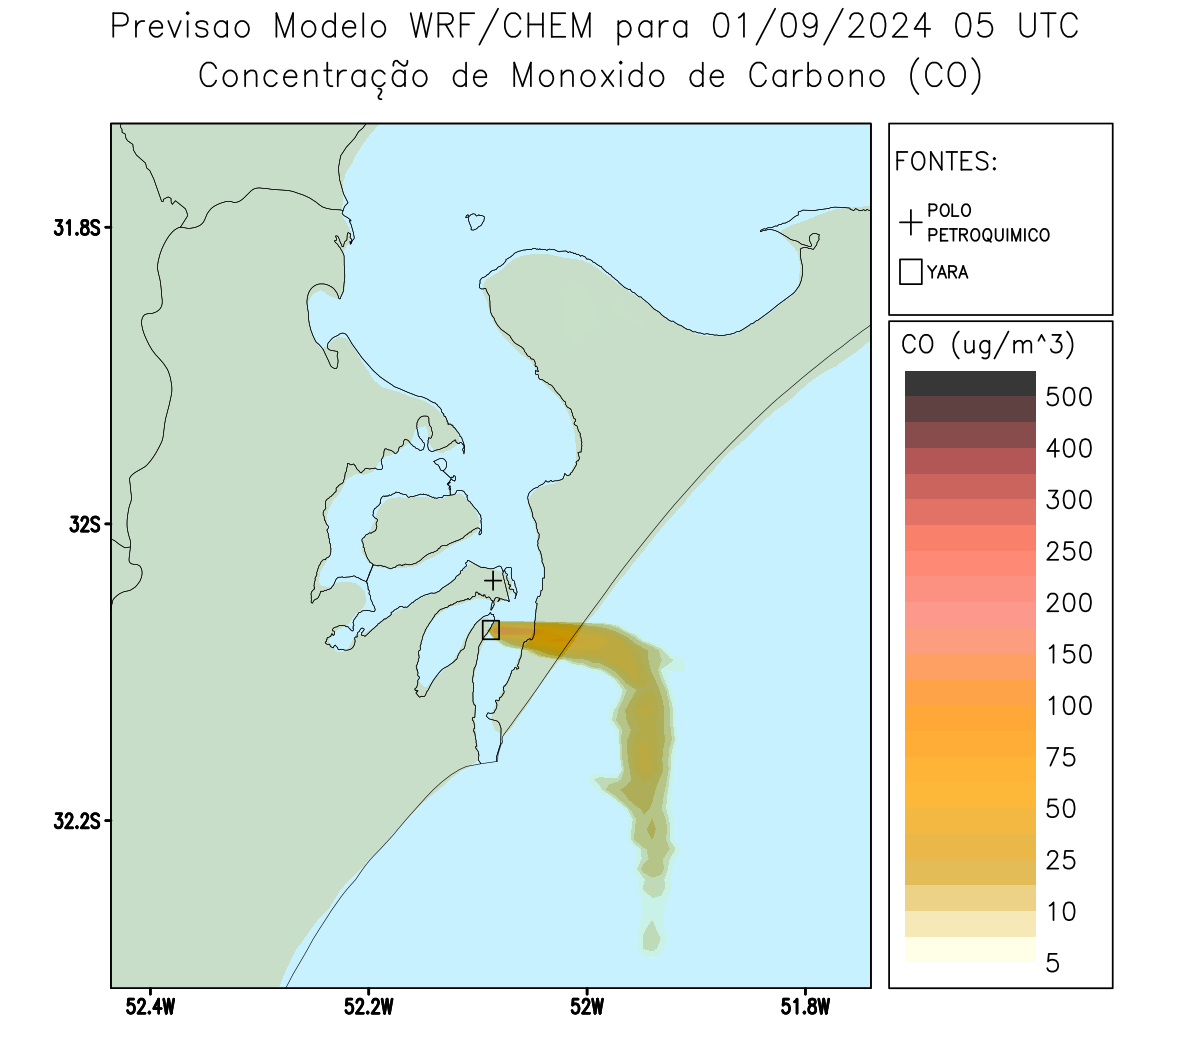 Previsao Modelo WRF/CHEM para 01/09/2024 05 UTC
Concentração de Monoxido de Carbono (CO)
31.8S
32S
32.2S
52.4W
52.2W
52W
51.8W
FONTES:
POLO
PETROQUIMICO
YARA
CO (ug/m^3)
500
400
300
250
200
150
100
75
50
25
10
5